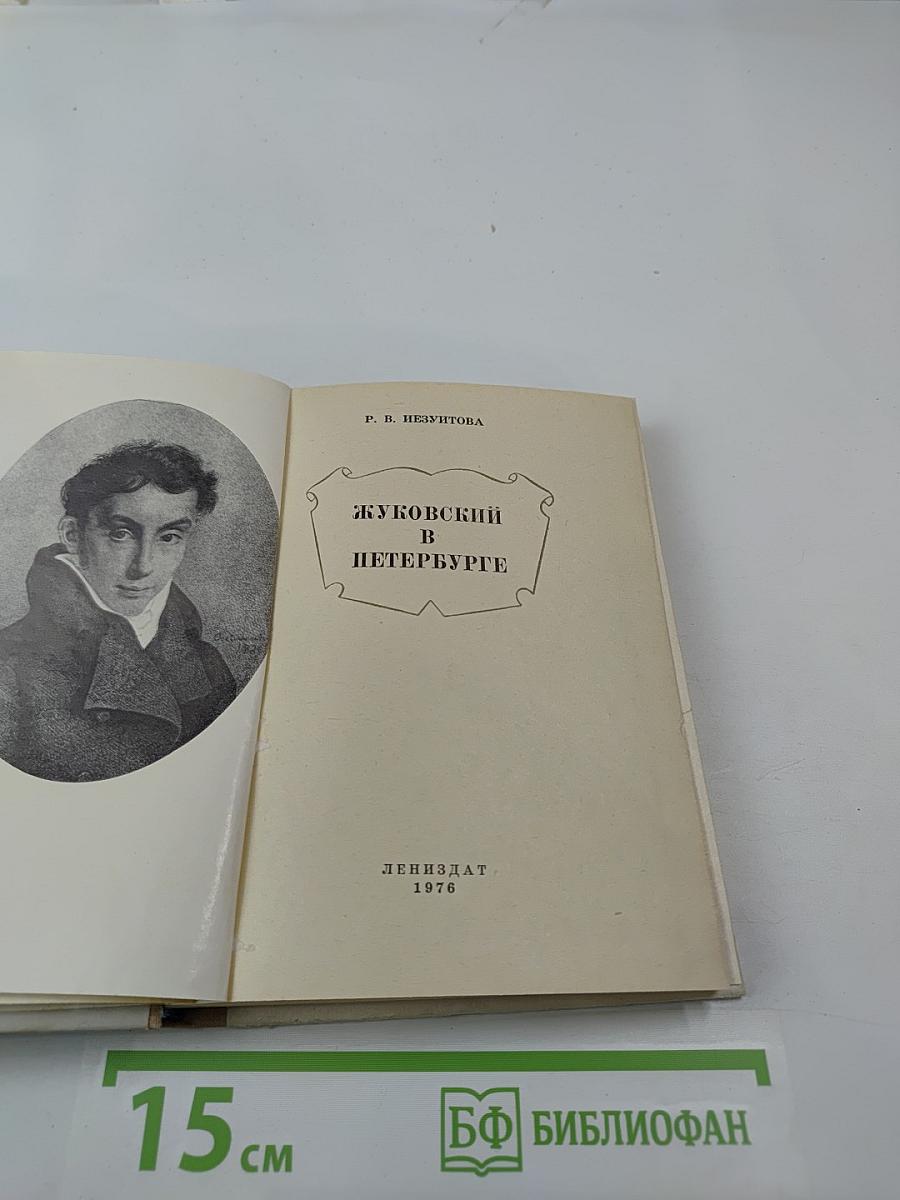 Р. В. ИЕЗУИТОВА
ЖУКОВСКИЙ
В
ПЕТЕРБУРГЕ
ЛЕНИЗДАТ
1976
15 см
БФ БИБЛИОФАН